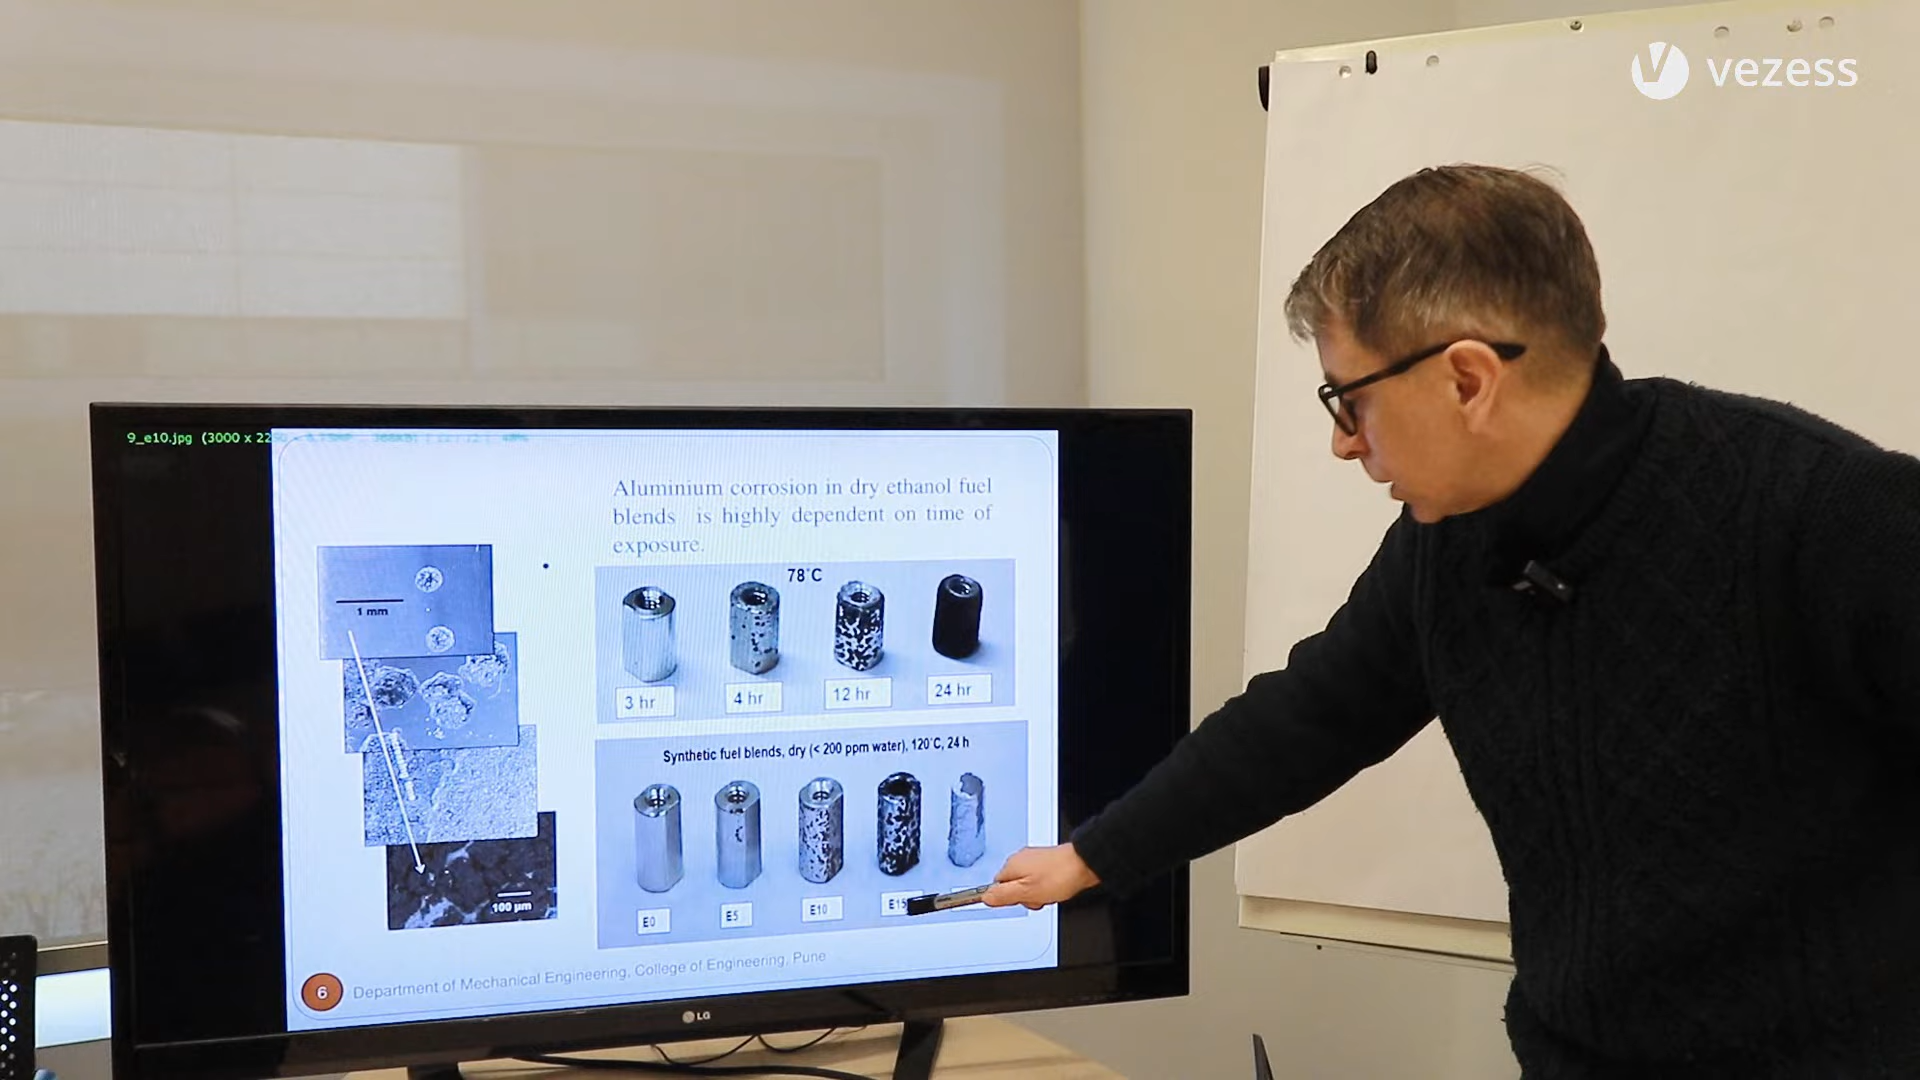 vezess
9_e10.jpg (3000 x 22
Aluminium corrosion in dry ethanol fuel
blends is highly dependent on time of
exposure.
78°C
3 hr
4 hr
12 hr
24 hr
1 mm
100 µm
Synthetic fuel blends, dry (< 200 ppm water), 120°C, 24 h
E0
E5
E10
E15
6
Department of Mechanical Engineering, College of Engineering, Pune
LG